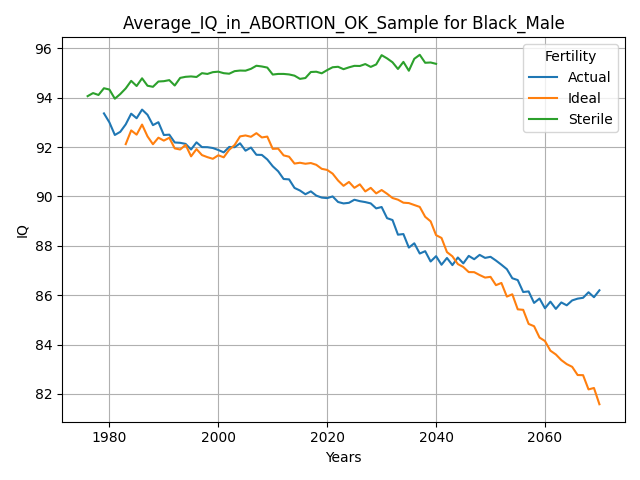 Average_IQ_in_ABORTION_OK_Sample for Black_Male
Fertility
Actual
Ideal
Sterile
IQ
96
94
92
90
88
86
84
82
1980
2000
2020
2040
2060
Years